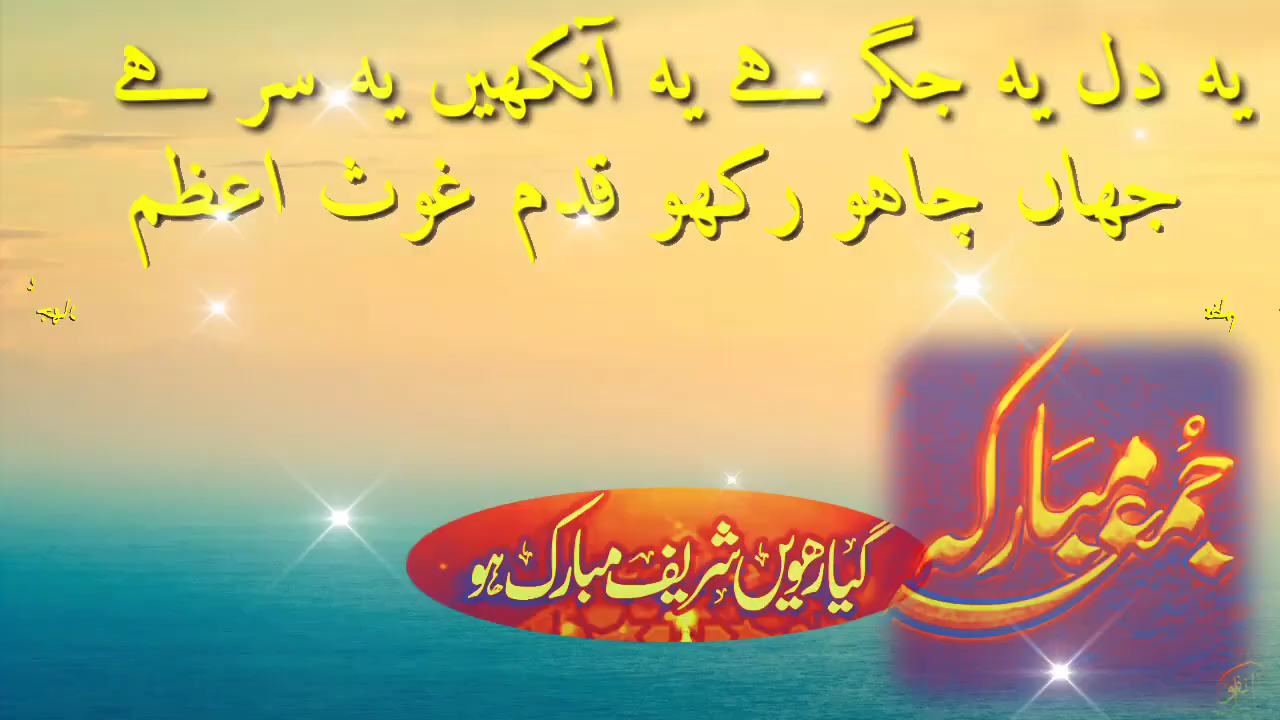 یہ دل یہ جگر ہے یہ آنکھیں یہ سر ہے
جہاں چاہو رکھو قدم غوث اعظم
جمعہ مبارک
گیارھویں شریف مبارک ہو